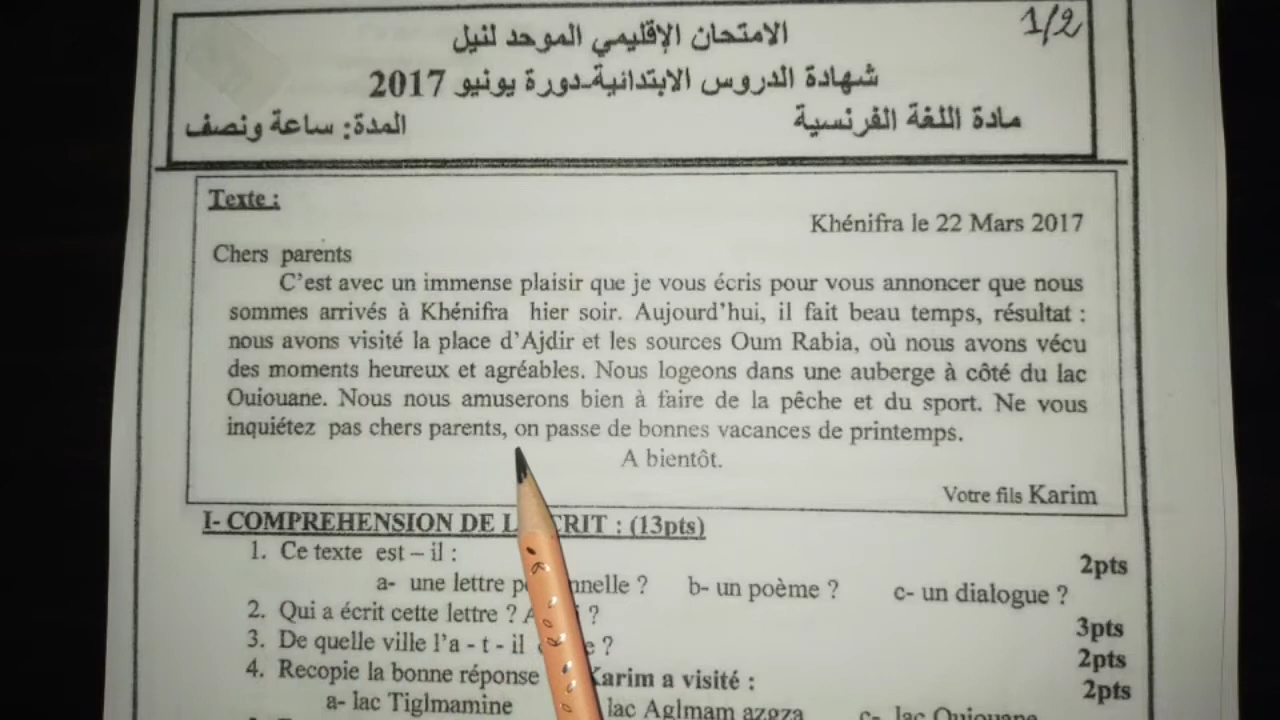 1/2
الامتحان الإقليمي الموحد لنيل
شهادة الدروس الابتدائية-دورة يونيو 2017
مادة اللغة الفرنسية المدة: ساعة ونصف
Texte :
Khénifra le 22 Mars 2017
Chers parents
C'est avec un immense plaisir que je vous écris pour vous annoncer que nous
sommes arrivés à Khénifra hier soir. Aujourd'hui, il fait beau temps, résultat :
nous avons visité la place d'Ajdir et les sources Oum Rabia, où nous avons vécu
des moments heureux et agréables. Nous logeons dans une auberge à côté du lac
Ouiouane. Nous nous amuserons bien à faire de la pêche et du sport. Ne vous
inquiétez pas chers parents, on passe de bonnes vacances de printemps.
A bientôt.
Votre fils Karim
I- COMPREHENSION DE : (13pts)
1. Ce texte est – il : 2pts
a- une lettre ? b- un poème ? c- un dialogue ?
2. Qui a écrit cette lettre ? ? 3pts
3. De quelle ville l'a - t - il ? 2pts
4. Recopie la bonne réponse Karim a visité : 2pts
a- lac Tiglmamine lac Aglmam azgza c- lac Ouiouane